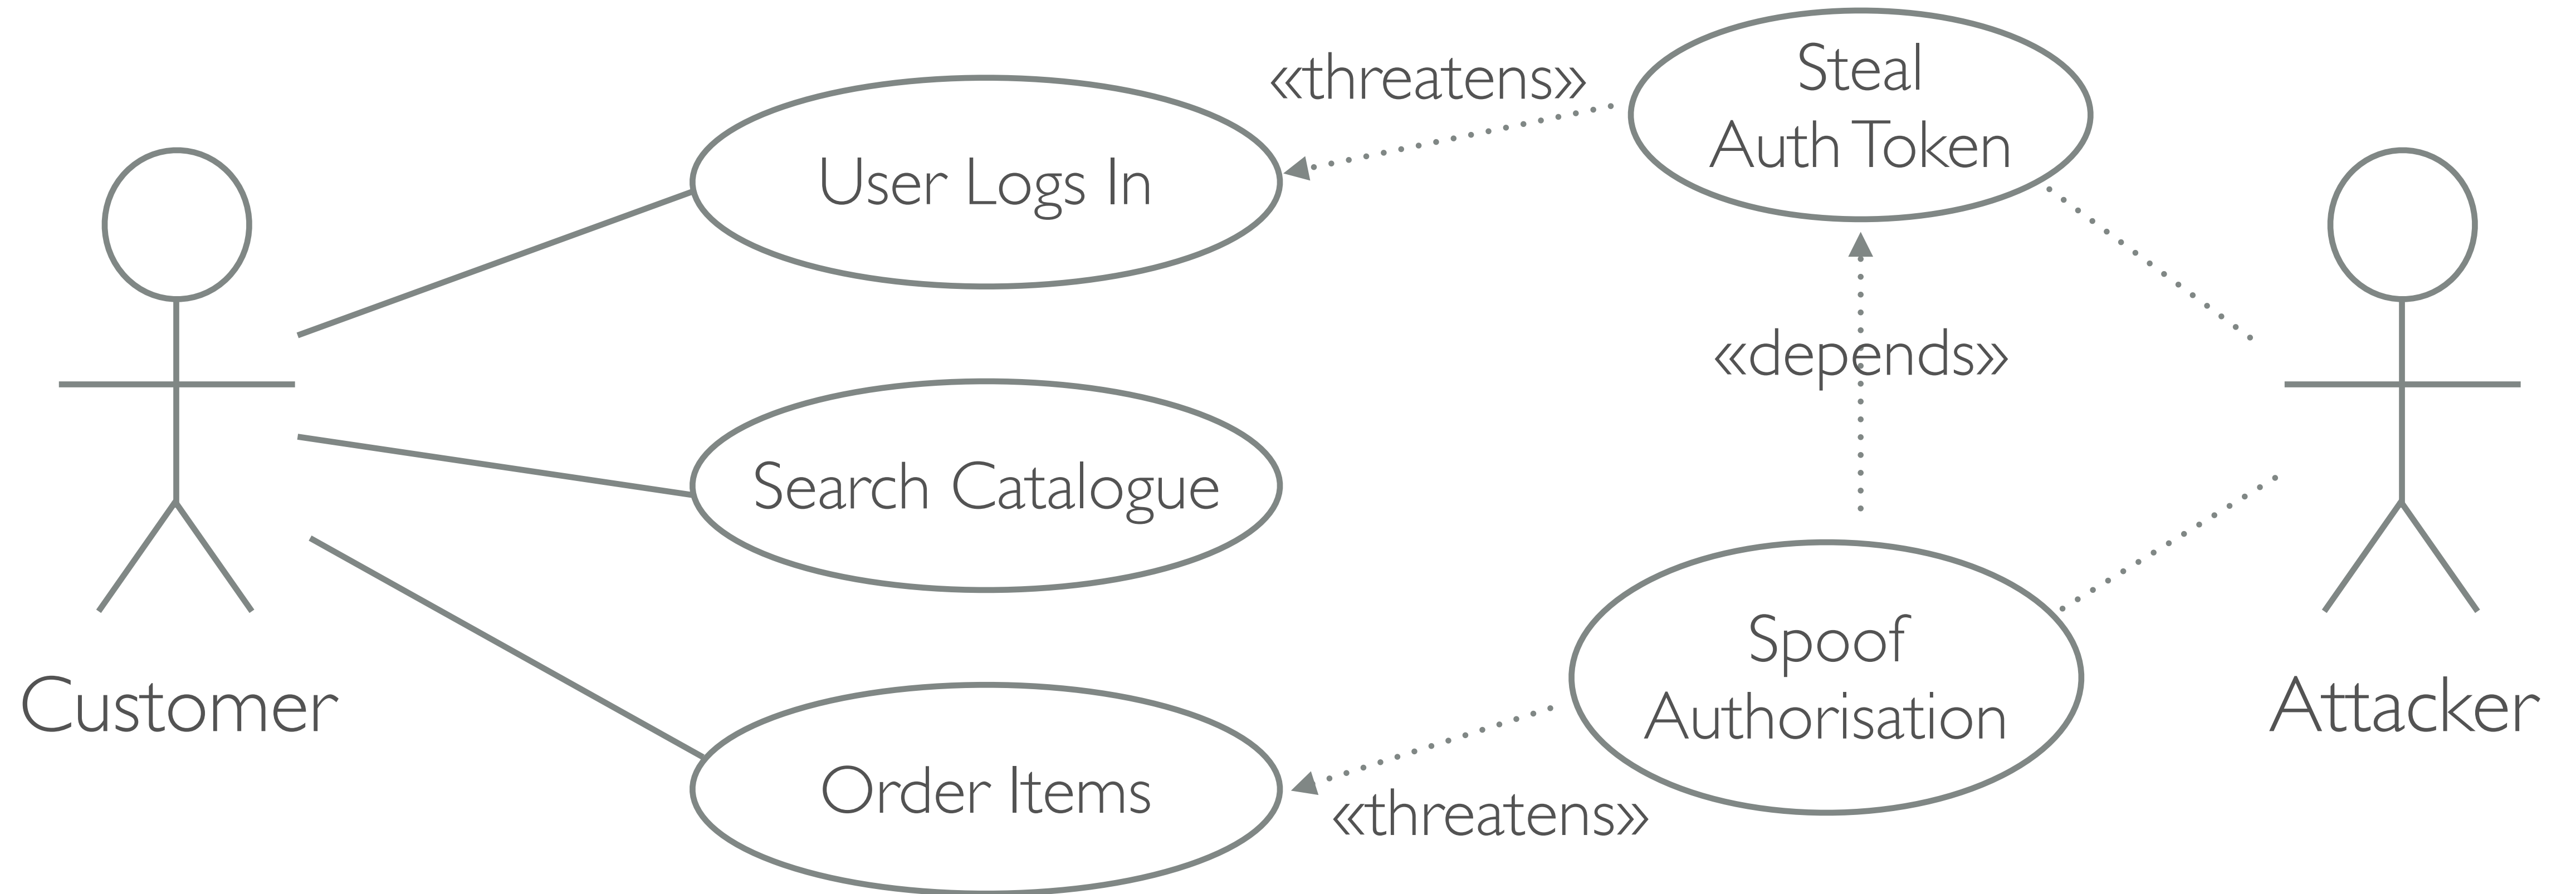 «threatens»
Steal
Auth Token
User Logs In
«depends»
Search Catalogue
Spoof
Authorisation
Customer
Attacker
Order Items
«threatens»